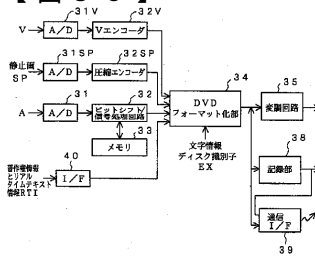 31V
32V
V
A/D
Vエンコーダ
31SP
32SP
静止画
SP
A/D
圧縮エンコーダ
34
35
31
32
A
A/D
ビットシフト/
信号処理回路
DVD
フォーマット化部
変調回路
33
メモリ
文字情報
ディスク識別子
EX
38
記録部
40
著作権情報
とリアル
タイムテキスト
情報RTI
I/F
通信
I/F
39